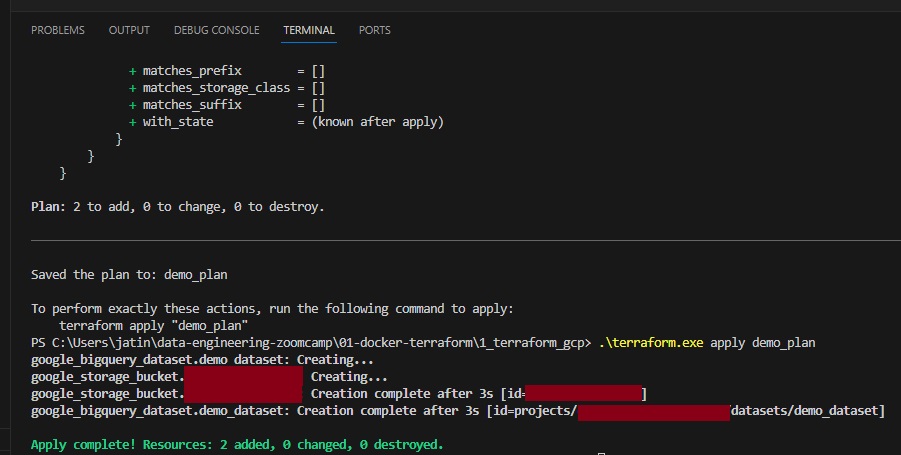 PROBLEMS OUTPUT DEBUG CONSOLE TERMINAL PORTS
+ matches_prefix = []
+ matches_storage_class = []
+ matches_suffix = []
+ with_state = (known after apply)
}
}
}
Plan: 2 to add, 0 to change, 0 to destroy.
Saved the plan to: demo_plan
To perform exactly these actions, run the following command to apply:
terraform apply "demo_plan"
PS C:\Users\jatin\data-engineering-zoomcamp\01-docker-terraform\1_terraform_gcp> .\terraform.exe apply demo_plan
google_bigquery_dataset.demo_dataset: Creating...
google_storage_bucket. Creating...
google_storage_bucket. Creation complete after 3s [id= ]
google_bigquery_dataset.demo_dataset: Creation complete after 3s [id=projects/ /datasets/demo_dataset]
Apply complete! Resources: 2 added, 0 changed, 0 destroyed.